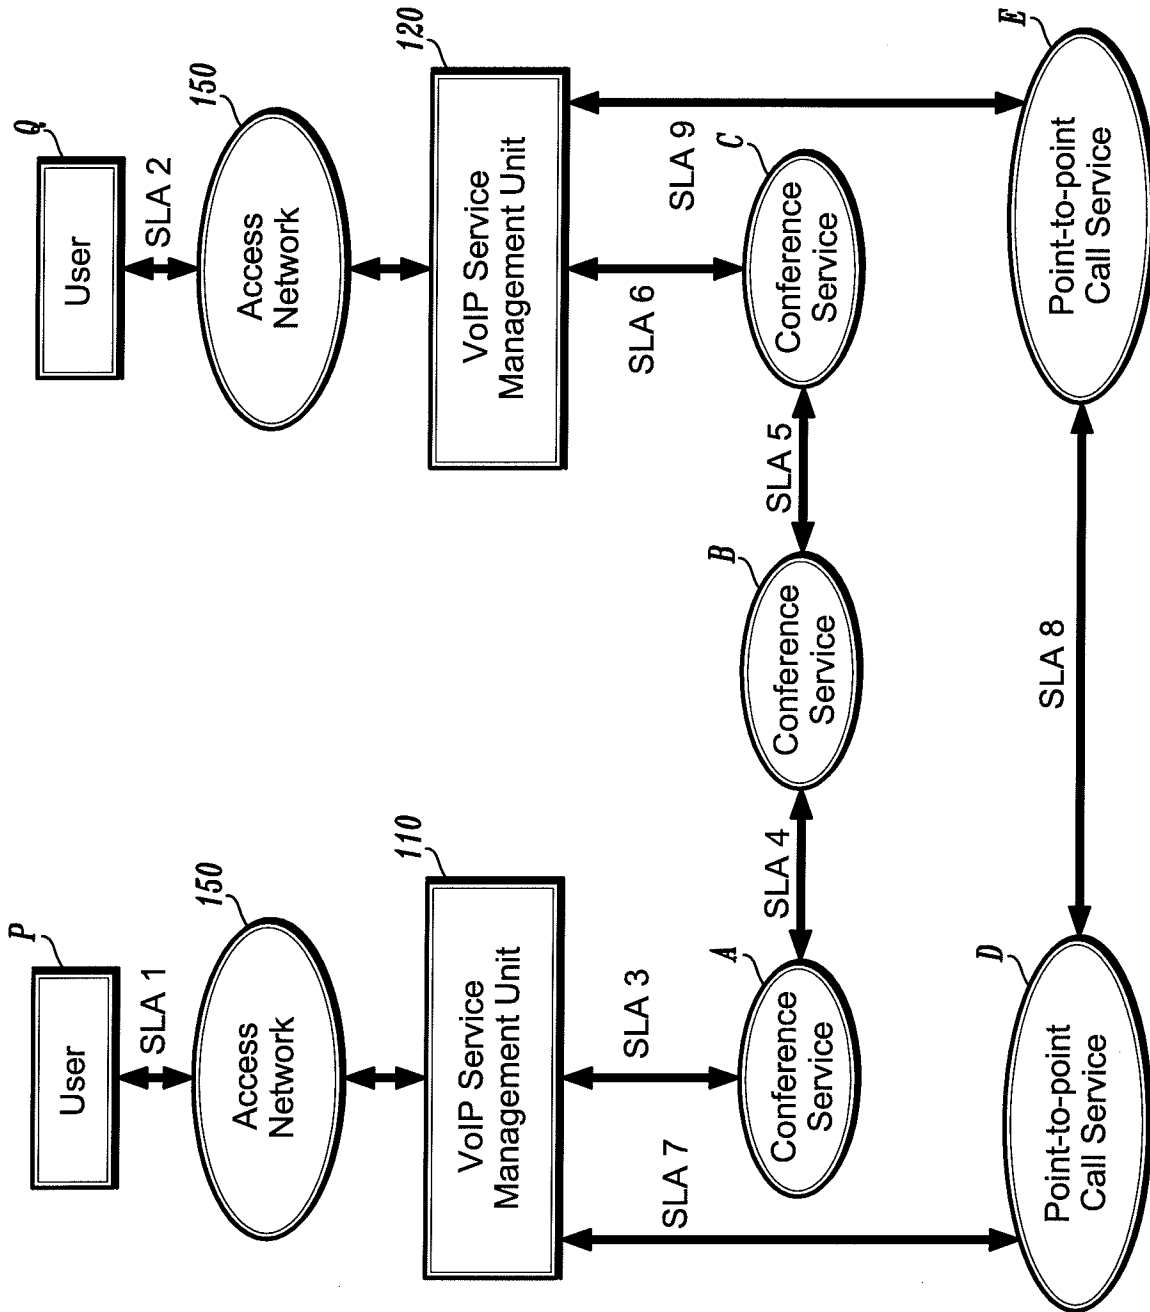 P
User
SLA 1
150
Access
Network
110
VoIP Service
Management Unit
SLA 7
SLA 3
A
Conference
Service
SLA 4
B
Conference
Service
SLA 5
C
Conference
Service
Q
User
SLA 2
150
Access
Network
120
VoIP Service
Management Unit
SLA 6
SLA 9
D
Point-to-point
Call Service
SLA 8
E
Point-to-point
Call Service